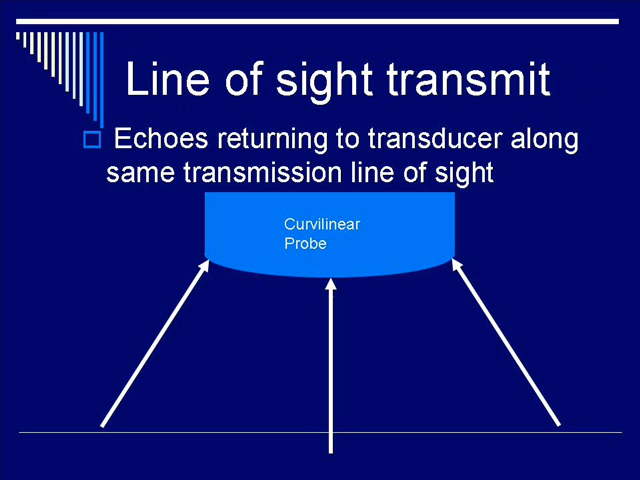 Line of sight transmit
Echoes returning to transducer along
same transmission line of sight
Curvilinear
Probe